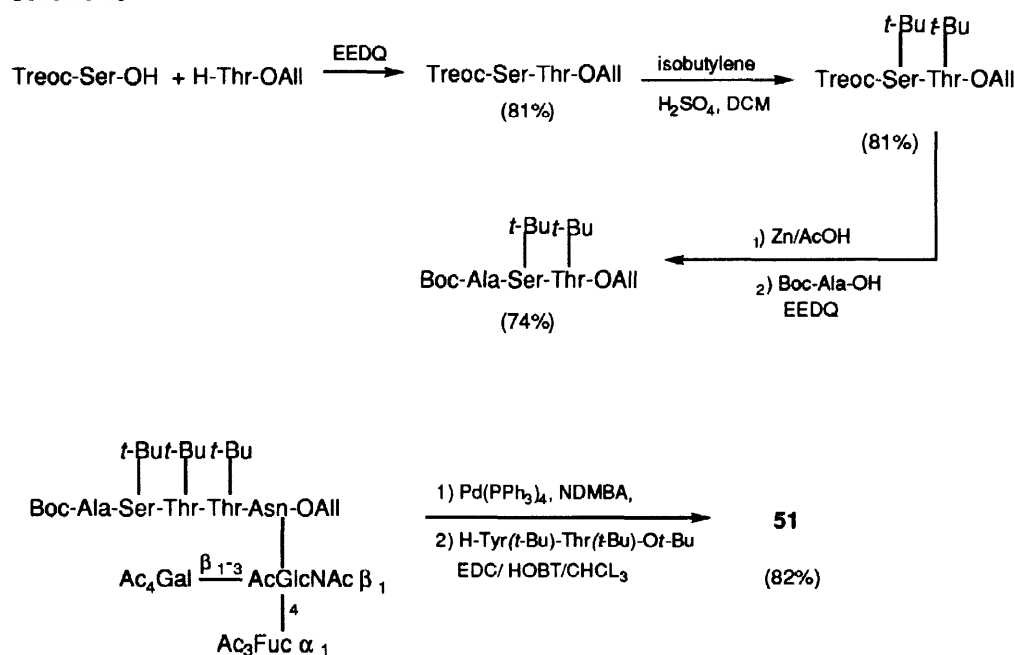 Treoc-Ser-OH + H-Thr-OAll
EEDQ
Treoc-Ser-Thr-OAll
(81%)
isobutylene
H₂SO₄, DCM
t-Bu t-Bu
Treoc-Ser-Thr-OAll
(81%)
1) Zn/AcOH
2) Boc-Ala-OH
EEDQ
t-But-Bu
Boc-Ala-Ser-Thr-OAll
(74%)
t-But-Bu t-Bu
Boc-Ala-Ser-Thr-Thr-Asn-OAll
Ac₄Gal β 1-3 AcGlcNAc β 1
4
Ac₃Fuc α 1
1) Pd(PPh₃)₄, NDMBA,
2) H-Tyr(t-Bu)-Thr(t-Bu)-Ot-Bu
EDC/ HOBT/CHCL₃
51
(82%)